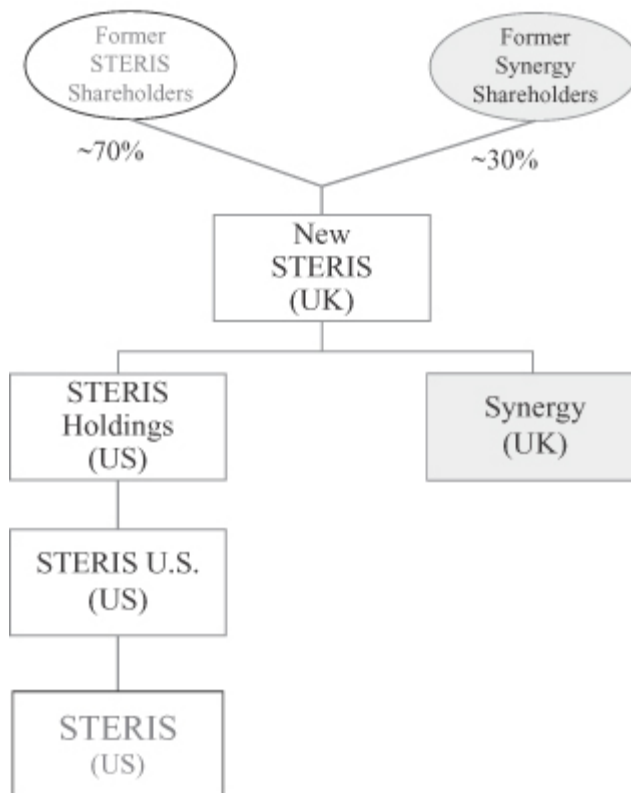 Former
STERIS
Shareholders
Former
Synergy
Shareholders
~70%
~30%
New
STERIS
(UK)
STERIS
Holdings
(US)
Synergy
(UK)
STERIS U.S.
(US)
STERIS
(US)